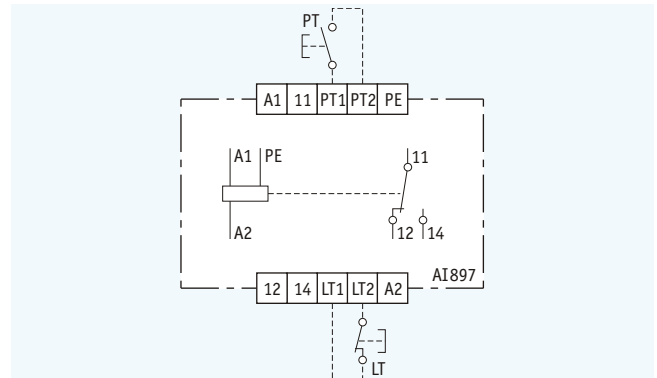 PT
A1 11 PT1 PT2 PE
A1 PE
11
A2
12 14
AI897
12 14 LT1 LT2 A2
LT